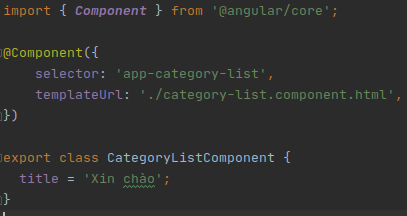 import { Component } from '@angular/core';
@Component({
selector: 'app-category-list',
templateUrl: './category-list.component.html',
})
export class CategoryListComponent {
title = 'Xin chào';
}